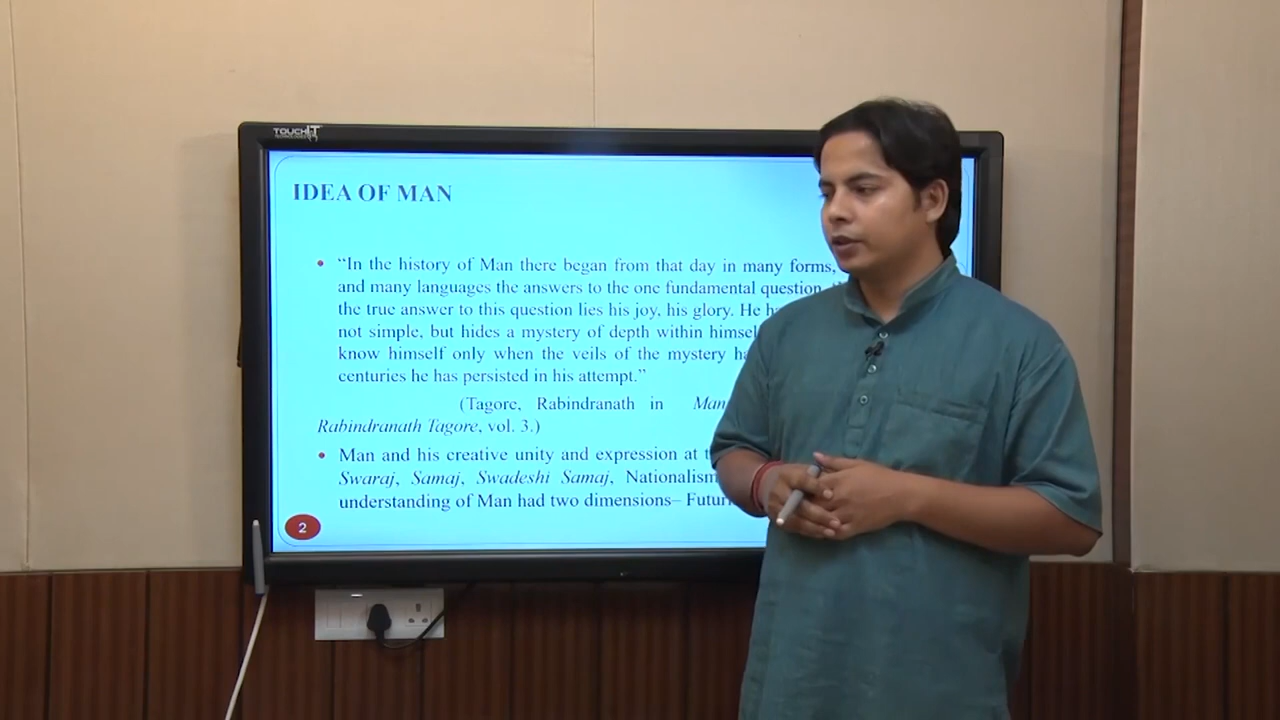 TOUCHIT
IDEA OF MAN
• “In the history of Man there began from that day in many forms,
and many languages the answers to the one fundamental question
the true answer to this question lies his joy, his glory. He
not simple, but hides a mystery of depth within
know himself only when the veils of the mystery
centuries he has persisted in his attempt.”
(Tagore, Rabindranath in Man
Rabindranath Tagore, vol. 3.)
• Man and his creative unity and expression at
Swaraj, Samaj, Swadeshi Samaj, Nationalism
understanding of Man had two dimensions–
2